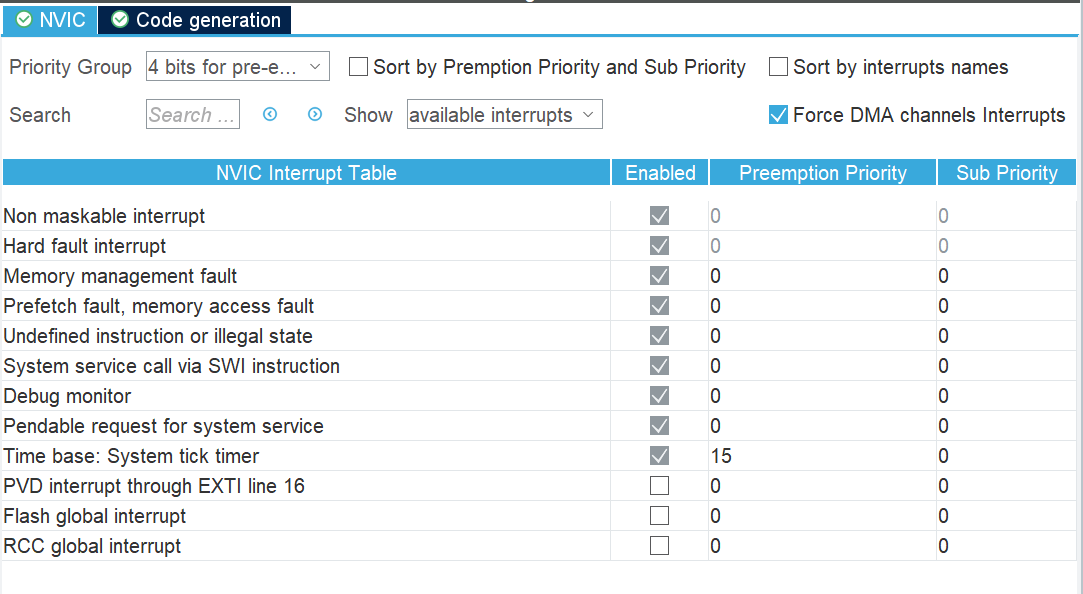 NVIC Code generation
Priority Group 4 bits for pre-e... Sort by Premption Priority and Sub Priority Sort by interrupts names
Search Search ... Show available interrupts Force DMA channels Interrupts
NVIC Interrupt Table Enabled Preemption Priority Sub Priority
Non maskable interrupt 0 0
Hard fault interrupt 0 0
Memory management fault 0 0
Prefetch fault, memory access fault 0 0
Undefined instruction or illegal state 0 0
System service call via SWI instruction 0 0
Debug monitor 0 0
Pendable request for system service 0 0
Time base: System tick timer 15 0
PVD interrupt through EXTI line 16 0 0
Flash global interrupt 0 0
RCC global interrupt 0 0